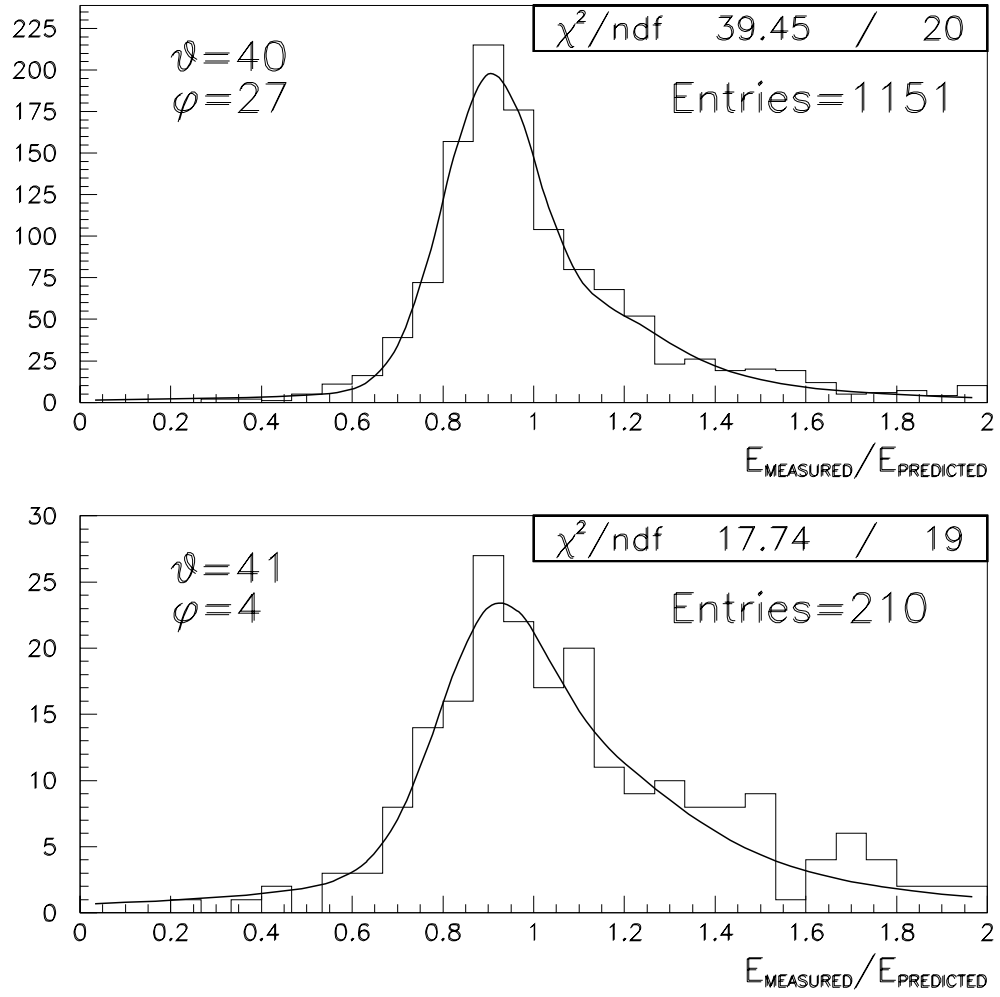 χ²/ndf 39.45 / 20
ϑ=40
φ=27
Entries=1151
225
200
175
150
125
100
75
50
25
0
0 0.2 0.4 0.6 0.8 1 1.2 1.4 1.6 1.8 2
E_MEASURED/E_PREDICTED
30
χ²/ndf 17.74 / 19
ϑ=41
φ=4
Entries=210
25
20
15
10
5
0
0 0.2 0.4 0.6 0.8 1 1.2 1.4 1.6 1.8 2
E_MEASURED/E_PREDICTED